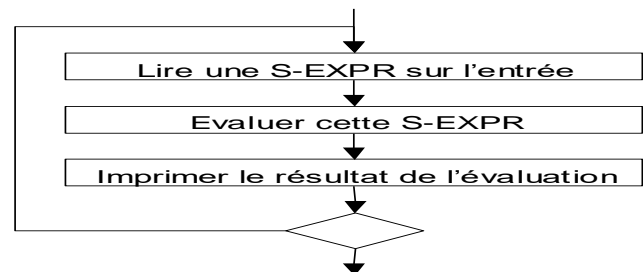 Lire une S-EXPR sur l'entrée
Evaluer cette S-EXPR
Imprimer le résultat de l'évaluation